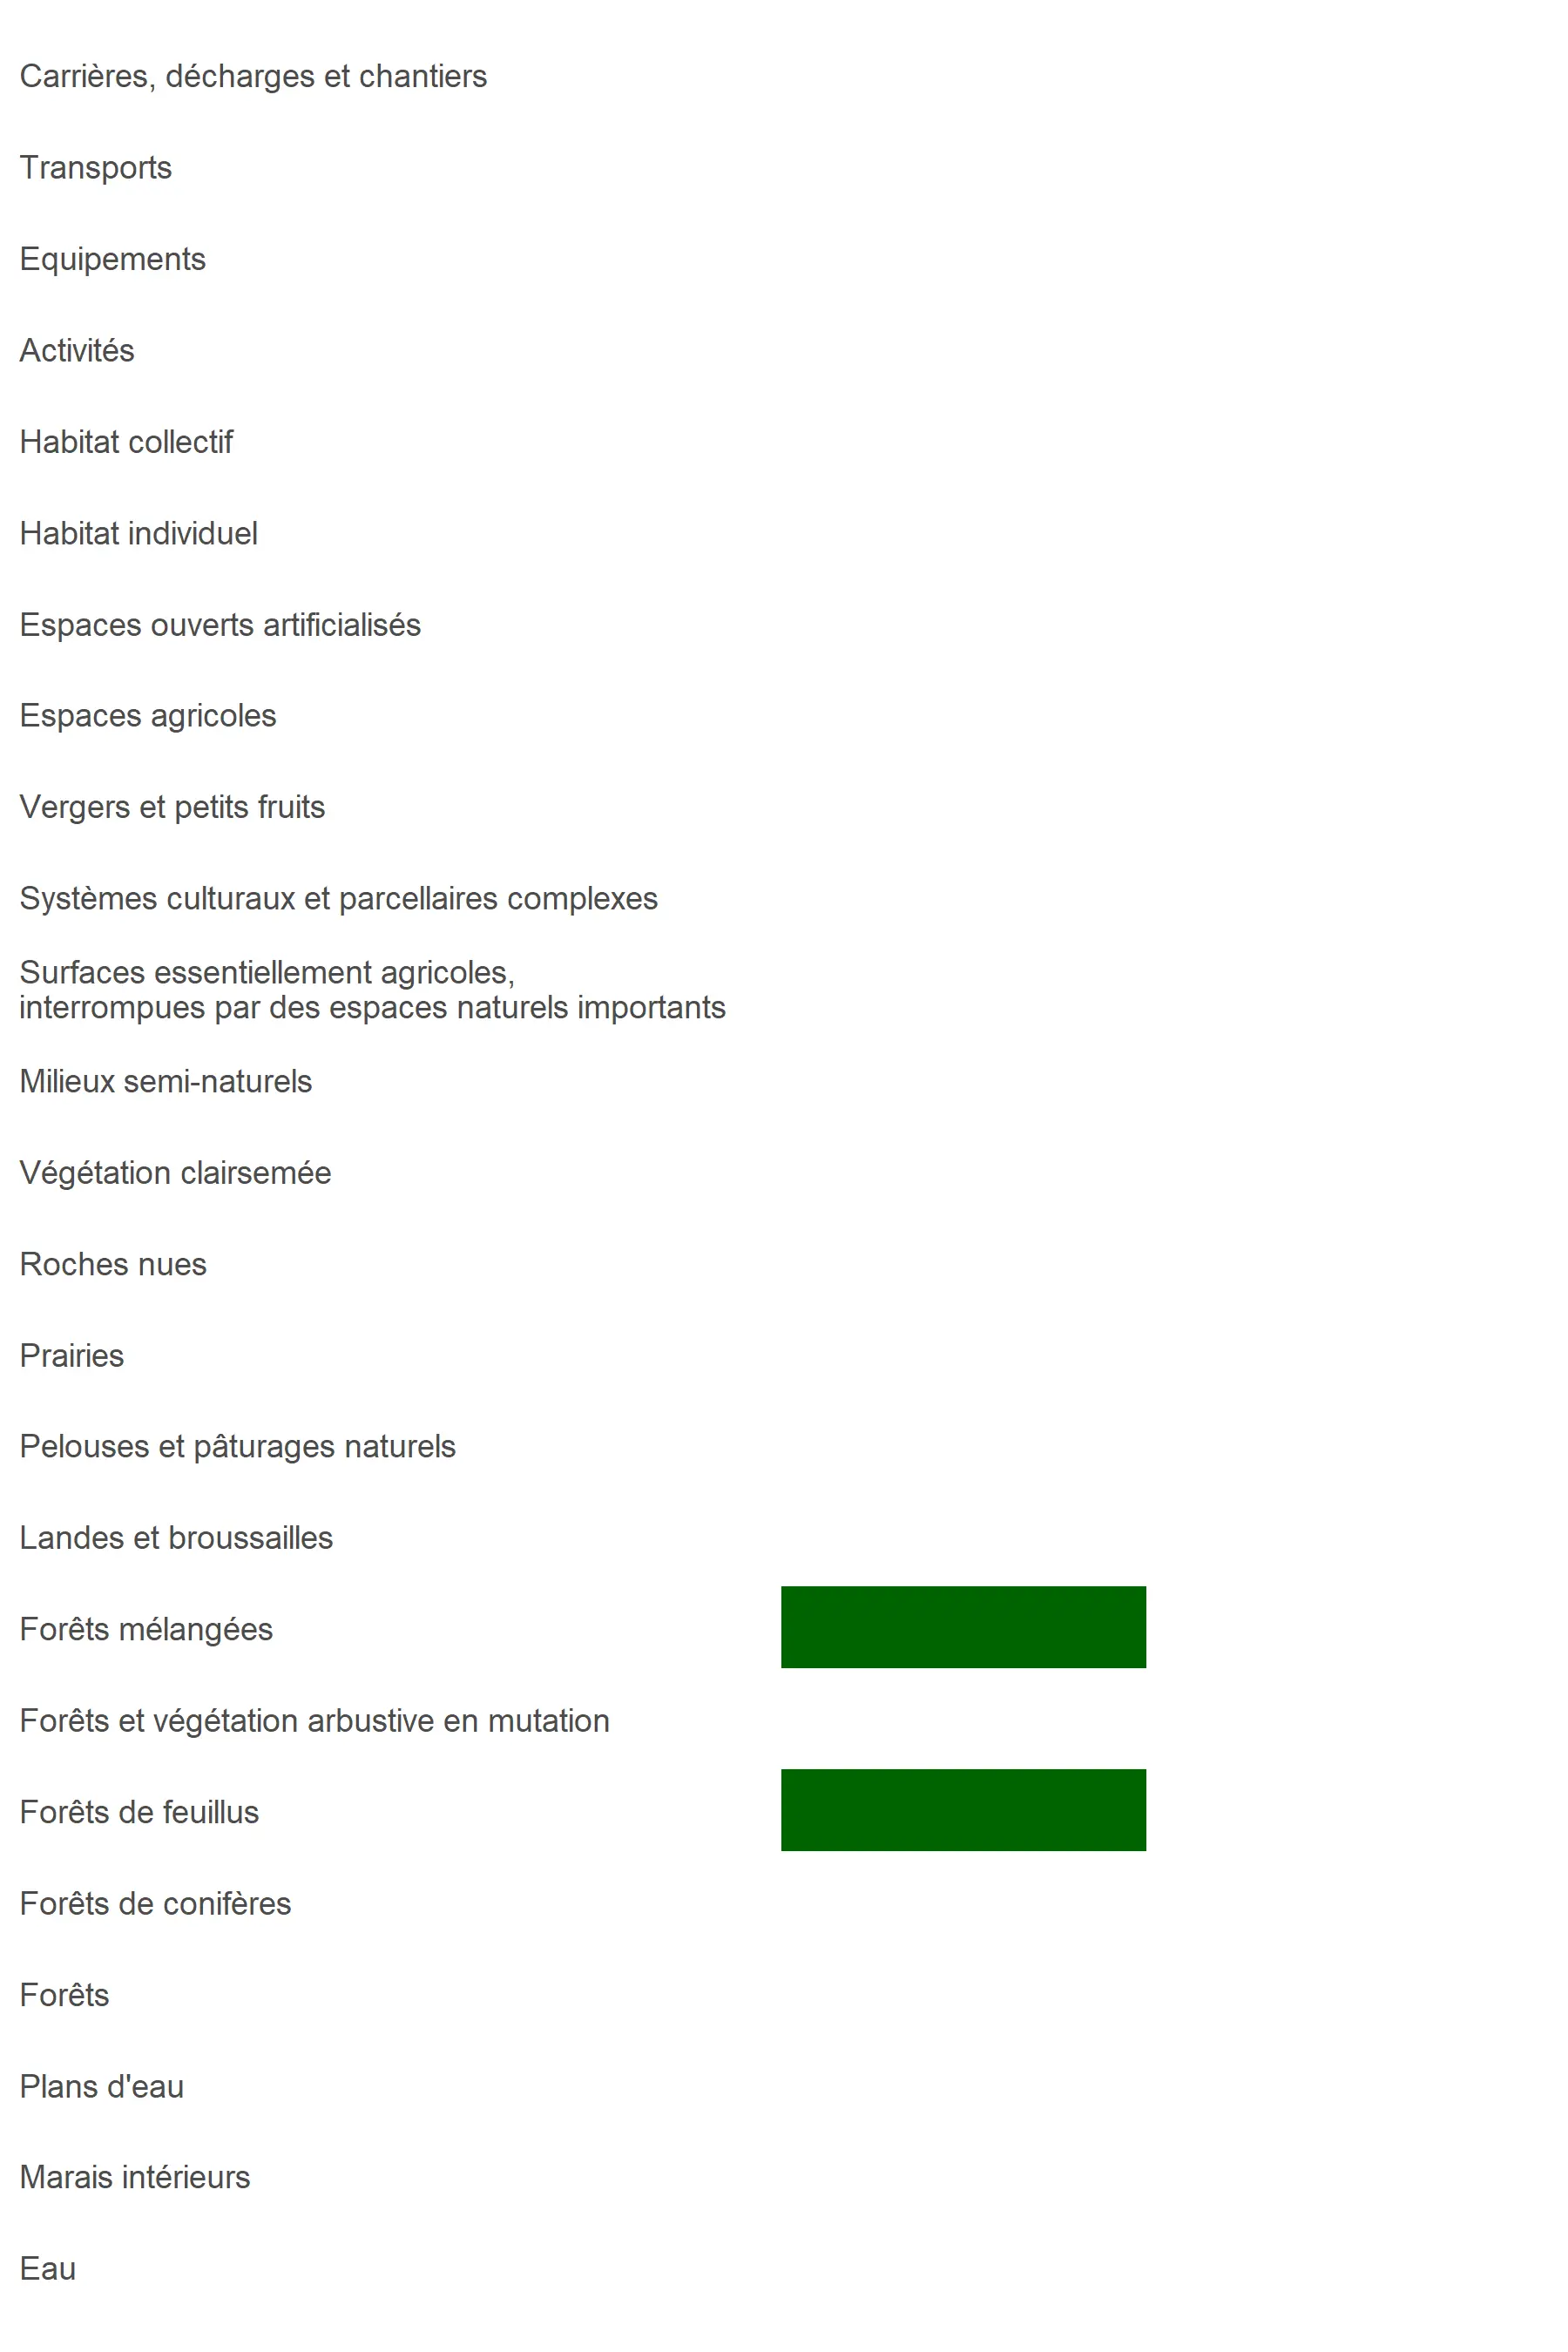 Carrières, décharges et chantiers
Transports
Equipements
Activités
Habitat collectif
Habitat individuel
Espaces ouverts artificialisés
Espaces agricoles
Vergers et petits fruits
Systèmes culturaux et parcellaires complexes
Surfaces essentiellement agricoles,
interrompues par des espaces naturels importants
Milieux semi-naturels
Végétation clairsemée
Roches nues
Prairies
Pelouses et pâturages naturels
Landes et broussailles
Forêts mélangées
Forêts et végétation arbustive en mutation
Forêts de feuillus
Forêts de conifères
Forêts
Plans d'eau
Marais intérieurs
Eau